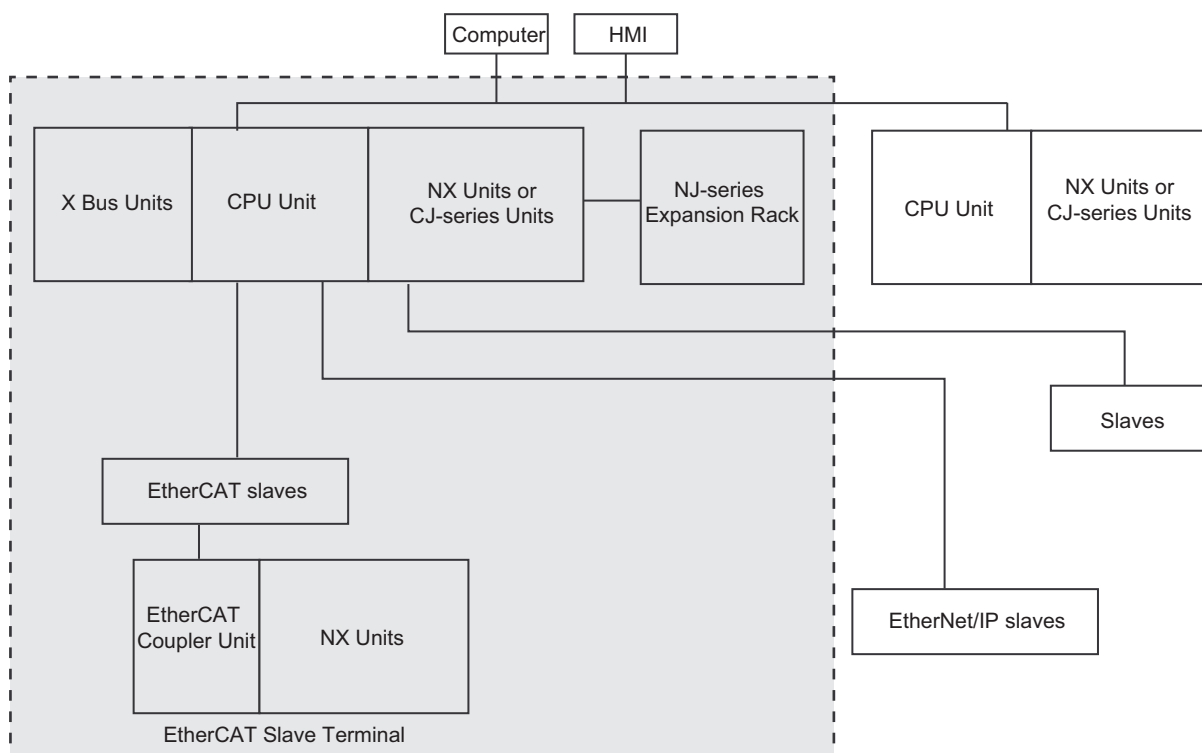 Computer
HMI
X Bus Units
CPU Unit
NX Units or
CJ-series Units
NJ-series
Expansion Rack
CPU Unit
NX Units or
CJ-series Units
Slaves
EtherCAT slaves
EtherNet/IP slaves
EtherCAT
Coupler Unit
NX Units
EtherCAT Slave Terminal